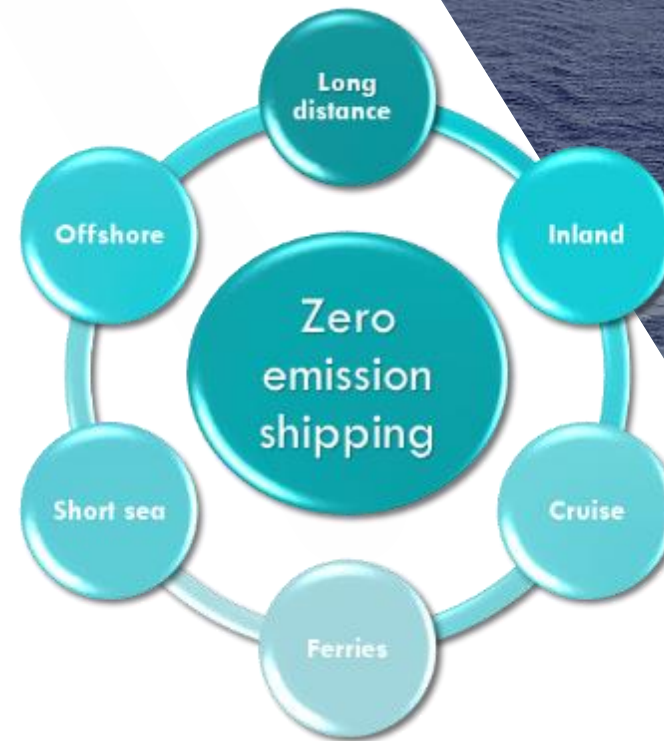 Long
distance
Offshore
Inland
Zero
emission
shipping
Short sea
Cruise
Ferries